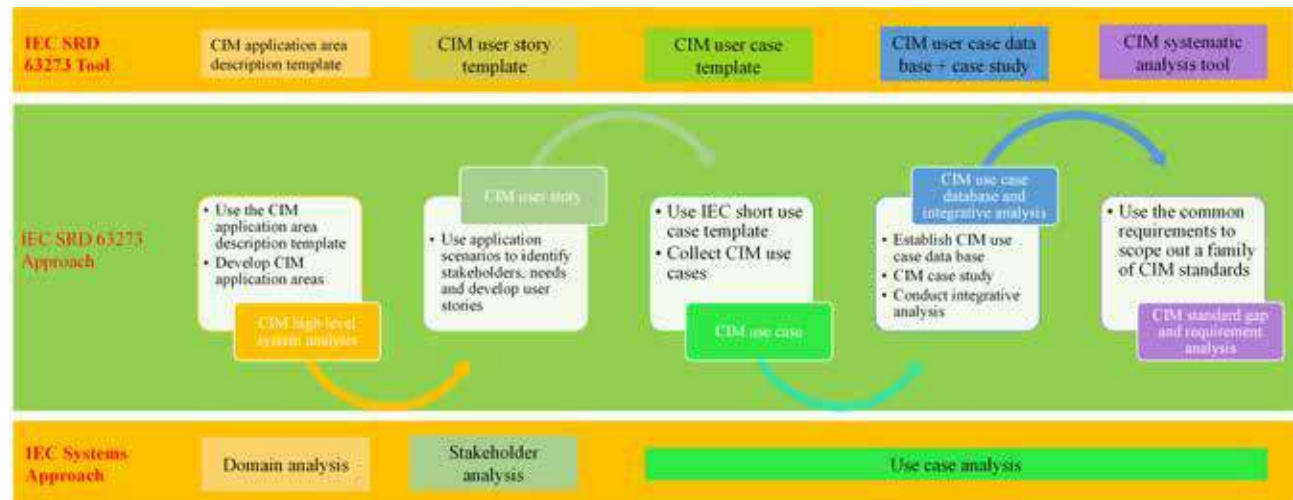 IEC SRD
63273 Tool
CIM application area
description template
CIM user story
template
CIM user case
template
CIM user case data
base + case study
CIM systematic
analysis tool
IEC SRD 63273
Approach
• Use the CIM
application area
description template
• Develop CIM
application areas
CIM high-level
system analysis
CIM user story
• Use application
scenarios to identify
stakeholders, needs
and develop user
stories
• Use IEC short use
case template
• Collect CIM use
cases
CIM use case
CIM use case
database and
integrative analysis
• Establish CIM use
case data base
• CIM case study
• Conduct integrative
analysis
• Use the common
requirements to
scope out a family
of CIM standards
CIM standard gap
and requirement
analysis
IEC Systems
Approach
Domain analysis
Stakeholder
analysis
Use case analysis